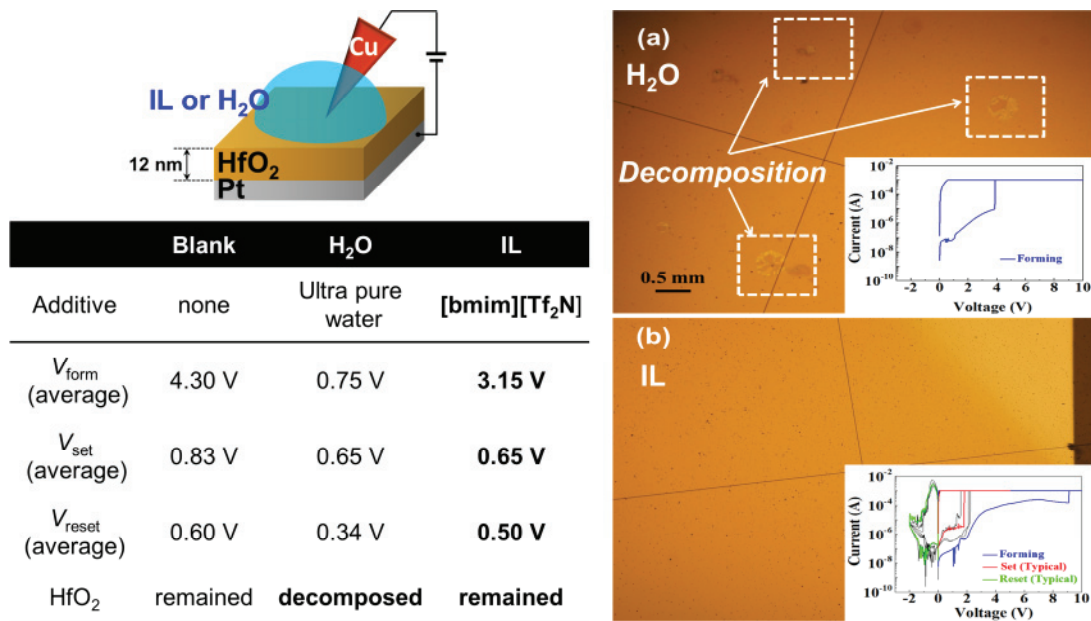 Cu
IL or H₂O
12 nm
HfO₂
Pt
Blank H₂O IL
Additive none Ultra pure water [bmim][Tf₂N]
V_form (average) 4.30 V 0.75 V 3.15 V
V_set (average) 0.83 V 0.65 V 0.65 V
V_reset (average) 0.60 V 0.34 V 0.50 V
HfO₂ remained decomposed remained
(a)
H₂O
Decomposition
0.5 mm
Current (A)
10⁻²
10⁻⁴
10⁻⁶
10⁻⁸
10⁻¹⁰
Forming
-2 0 2 4 6 8 10
Voltage (V)
(b)
IL
Current (A)
10⁻²
10⁻⁴
10⁻⁶
10⁻⁸
10⁻¹⁰
Forming
Set (Typical)
Reset (Typical)
-2 0 2 4 6 8 10
Voltage (V)